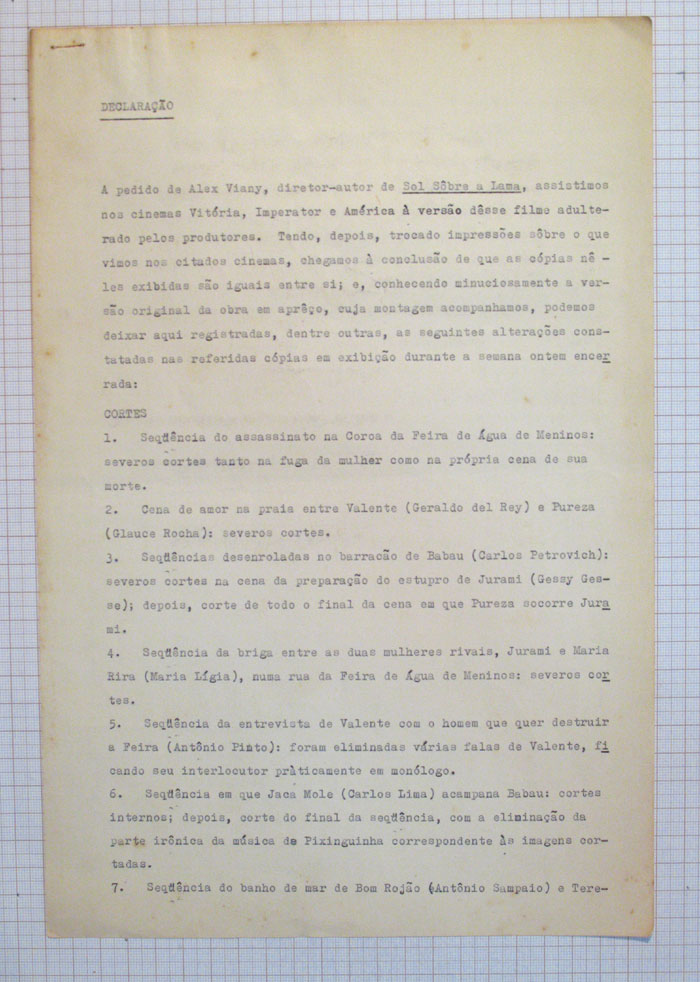 DECLARAÇÃO
A pedido de Alex Viany, diretor-autor de Sol Sôbre a Lama, assistimos
nos cinemas Vitória, Imperator e América à versão dêsse filme adulte-
rado pelos produtores. Tendo, depois, trocado impressões sôbre o que
vimos nos citados cinemas, chegamos à conclusão de que as cópias nê -
les exibidas são iguais entre si; e, conhecendo minuciosamente a ver-
são original da obra em aprêço, cuja montagem acompanhamos, podemos
deixar aqui registradas, dentre outras, as seguintes alterações cons-
tatadas nas referidas cópias em exibição durante a semana ontem encer
rada:
CORTES
1. Seqüência do assassinato na Coroa da Feira de Água de Meninos:
severos cortes tanto na fuga da mulher como na própria cena de sua
morte.
2. Cena de amor na praia entre Valente (Geraldo del Rey) e Pureza
(Glauce Rocha): severos cortes.
3. Seqüências desenroladas no barracão de Babau (Carlos Petrovich):
severos cortes na cena da preparação do estupro de Jurami (Gessy Ges-
se); depois, corte de todo o final da cena em que Pureza socorre Jura
mi.
4. Seqüência da briga entre as duas mulheres rivais, Jurami e Maria
Rira (Maria Lígia), numa rua da Feira de Água de Meninos: severos cor
tes.
5. Seqüência da entrevista de Valente com o homem que quer destruir
a Feira (Antônio Pinto): foram eliminadas várias falas de Valente, fi
cando seu interlocutor pràticamente em monólogo.
6. Seqüência em que Jaca Mole (Carlos Lima) acampana Babau: cortes
internos; depois, corte do final da seqüência, com a eliminação da
parte irônica da música de Pixinguinha correspondente às imagens cor-
tadas.
7. Seqüência do banho de mar de Bom Rojão (Antônio Sampaio) e Tere-